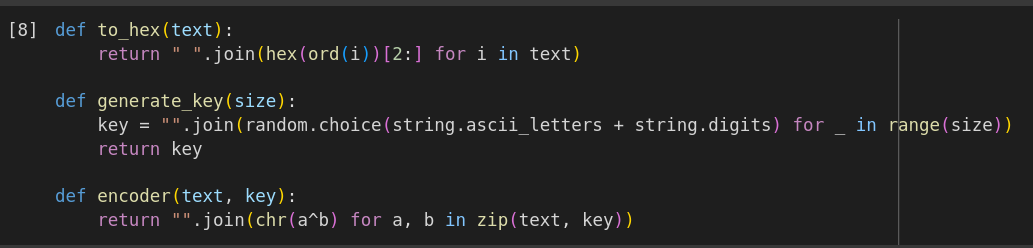 [8] def to_hex(text):
        return " ".join(hex(ord(i))[2:] for i in text)

    def generate_key(size):
        key = "".join(random.choice(string.ascii_letters + string.digits) for _ in range(size))
        return key

    def encoder(text, key):
        return "".join(chr(a^b) for a, b in zip(text, key))